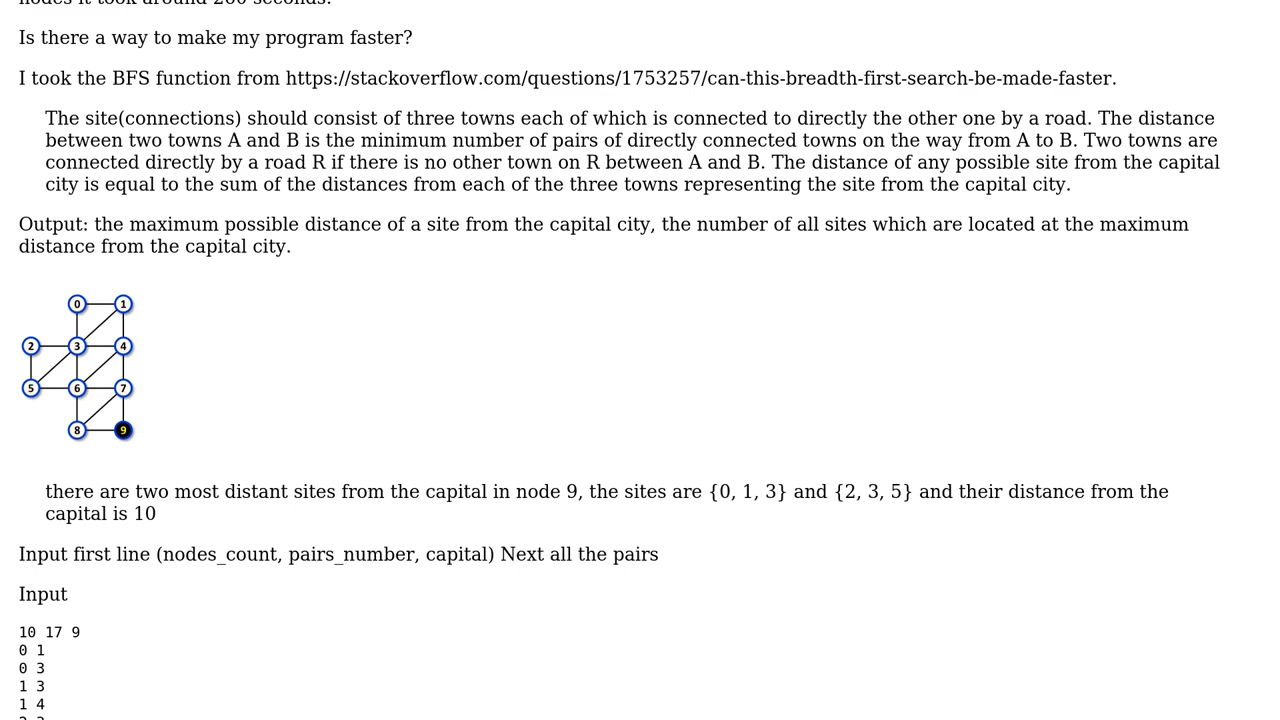 nodes it took around 200 seconds.
Is there a way to make my program faster?
I took the BFS function from https://stackoverflow.com/questions/1753257/can-this-breadth-first-search-be-made-faster.
The site(connections) should consist of three towns each of which is connected to directly the other one by a road. The distance
between two towns A and B is the minimum number of pairs of directly connected towns on the way from A to B. Two towns are
connected directly by a road R if there is no other town on R between A and B. The distance of any possible site from the capital
city is equal to the sum of the distances from each of the three towns representing the site from the capital city.
Output: the maximum possible distance of a site from the capital city, the number of all sites which are located at the maximum
distance from the capital city.
0 1
2 3 4
5 6 7
8 9
there are two most distant sites from the capital in node 9, the sites are {0, 1, 3} and {2, 3, 5} and their distance from the
capital is 10
Input first line (nodes_count, pairs_number, capital) Next all the pairs
Input
10 17 9
0 1
0 3
1 3
1 4